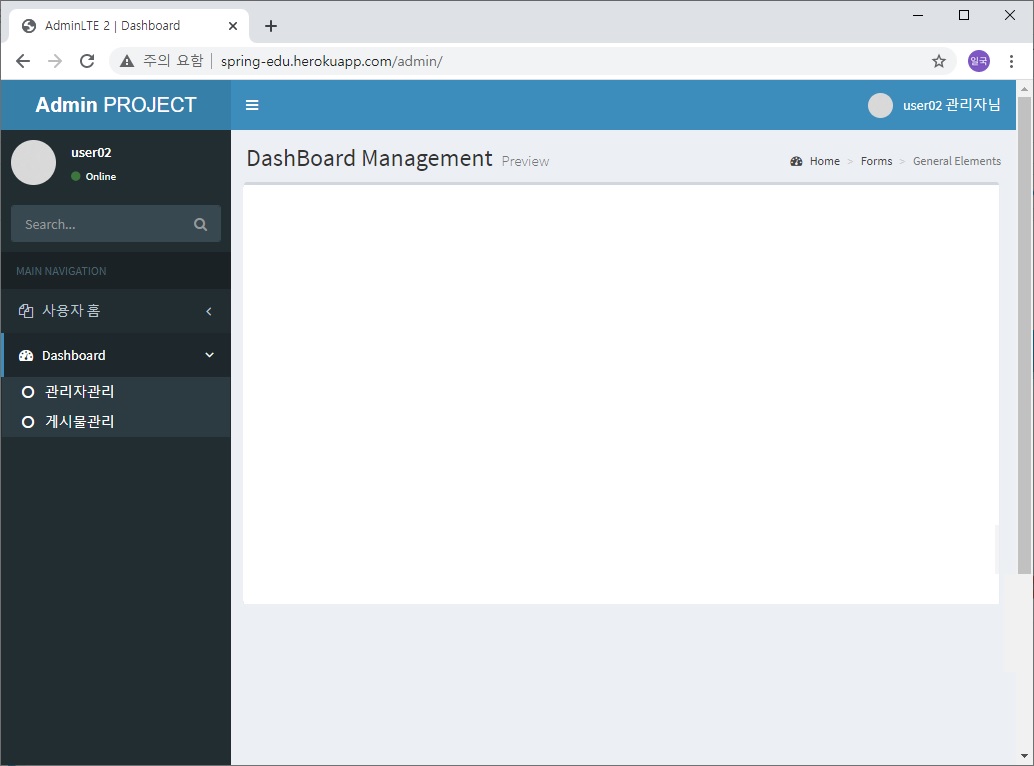 AdminLTE 2 | Dashboard
주의 요함 | spring-edu.herokuapp.com/admin/
일국
Admin PROJECT
user02 관리자님
user02
Online
DashBoard Management Preview
Home > Forms > General Elements
Search...
MAIN NAVIGATION
사용자 홈
Dashboard
관리자관리
게시물관리